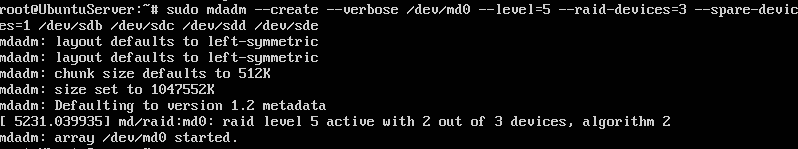 root@UbuntuServer:~# sudo mdadm --create --verbose /dev/md0 --level=5 --raid-devices=3 --spare-devic
es=1 /dev/sdb /dev/sdc /dev/sdd /dev/sde
mdadm: layout defaults to left-symmetric
mdadm: layout defaults to left-symmetric
mdadm: chunk size defaults to 512K
mdadm: size set to 1047552K
mdadm: Defaulting to version 1.2 metadata
[ 5231.039935] md/raid:md0: raid level 5 active with 2 out of 3 devices, algorithm 2
mdadm: array /dev/md0 started.